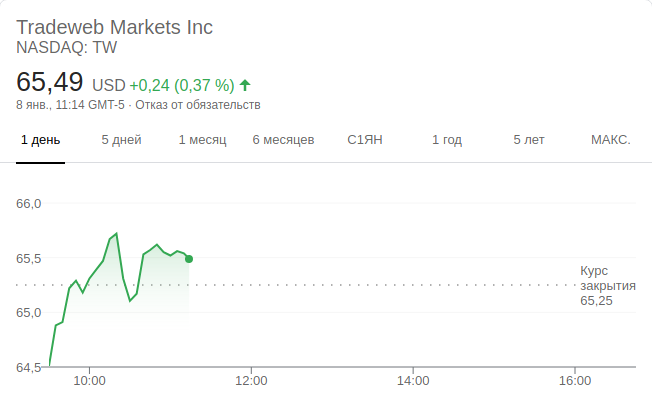 Tradeweb Markets Inc
NASDAQ: TW
65,49 USD +0,24 (0,37 %)
8 янв., 11:14 GMT-5 · Отказ от обязательств
1 день 5 дней 1 месяц 6 месяцев С1ЯН 1 год 5 лет МАКС.
66,0
65,5
Курс
закрытия
65,25
65,0
64,5
10:00 12:00 14:00 16:00